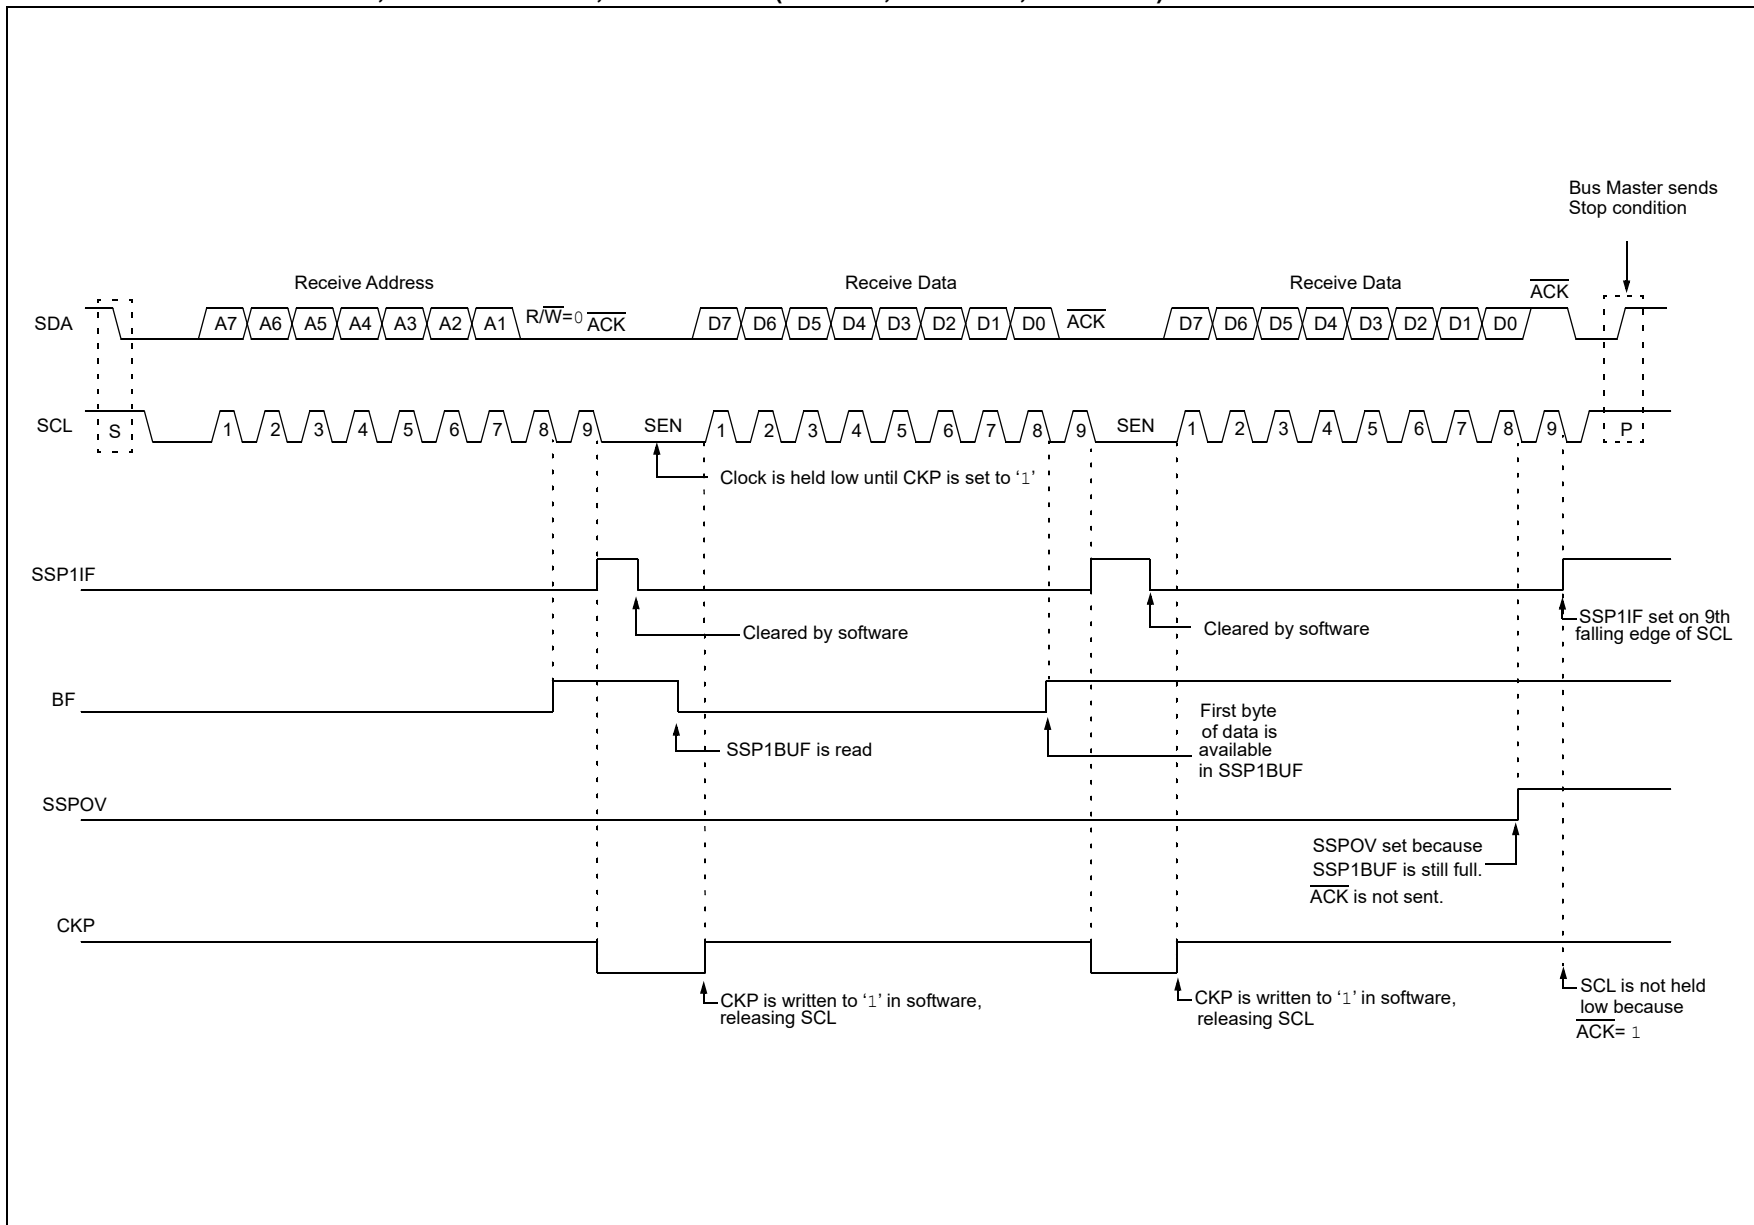 Bus Master sends
Stop condition
Receive Address
Receive Data
Receive Data
ACK
SDA
A7 A6 A5 A4 A3 A2 A1 R/W=0 ACK
D7 D6 D5 D4 D3 D2 D1 D0 ACK
D7 D6 D5 D4 D3 D2 D1 D0
SCL
S
1 2 3 4 5 6 7 8 9 SEN
1 2 3 4 5 6 7 8 9 SEN
1 2 3 4 5 6 7 8 9
P
Clock is held low until CKP is set to ‘1’
SSP1IF
Cleared by software
Cleared by software
SSP1IF set on 9th
falling edge of SCL
BF
SSP1BUF is read
First byte
of data is
available
in SSP1BUF
SSPOV
SSPOV set because
SSP1BUF is still full.
ACK is not sent.
CKP
CKP is written to ‘1’ in software,
releasing SCL
CKP is written to ‘1’ in software,
releasing SCL
SCL is not held
low because
ACK= 1